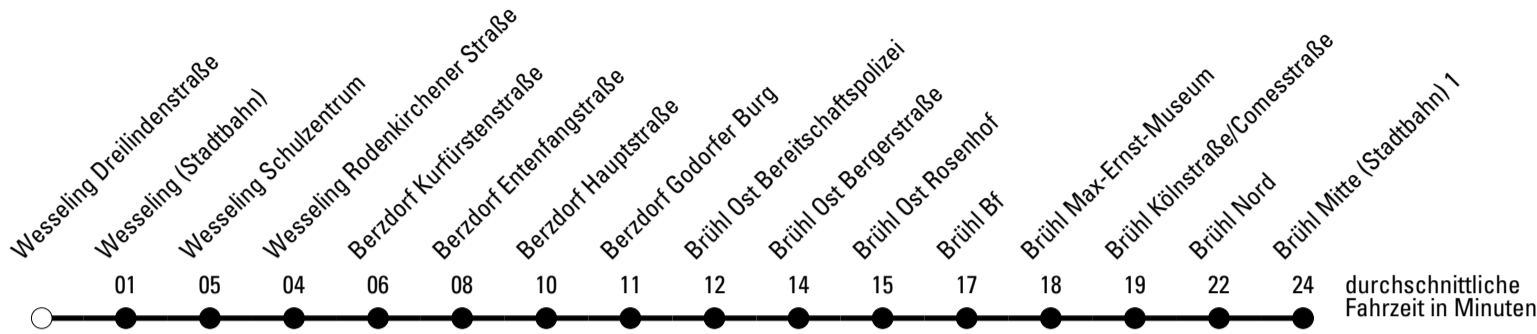 Wesseling Dreilindenstraße
Wesseling (Stadtbahn)
Wesseling Schulzentrum
Wesseling Rodenkirchener Straße
Berzdorf Kurfürstenstraße
Berzdorf Entenfangstraße
Berzdorf Hauptstraße
Berzdorf Godorfer Burg
Brühl Ost Bereitschaftspolizei
Brühl Ost Bergerstraße
Brühl Ost Rosenhof
Brühl Bf
Brühl Max-Ernst-Museum
Brühl Kölnstraße/Comesstraße
Brühl Nord
Brühl Mitte (Stadtbahn) 1
01 05 04 06 08 10 11 12 14 15 17 18 19 22 24
durchschnittliche
Fahrzeit in Minuten